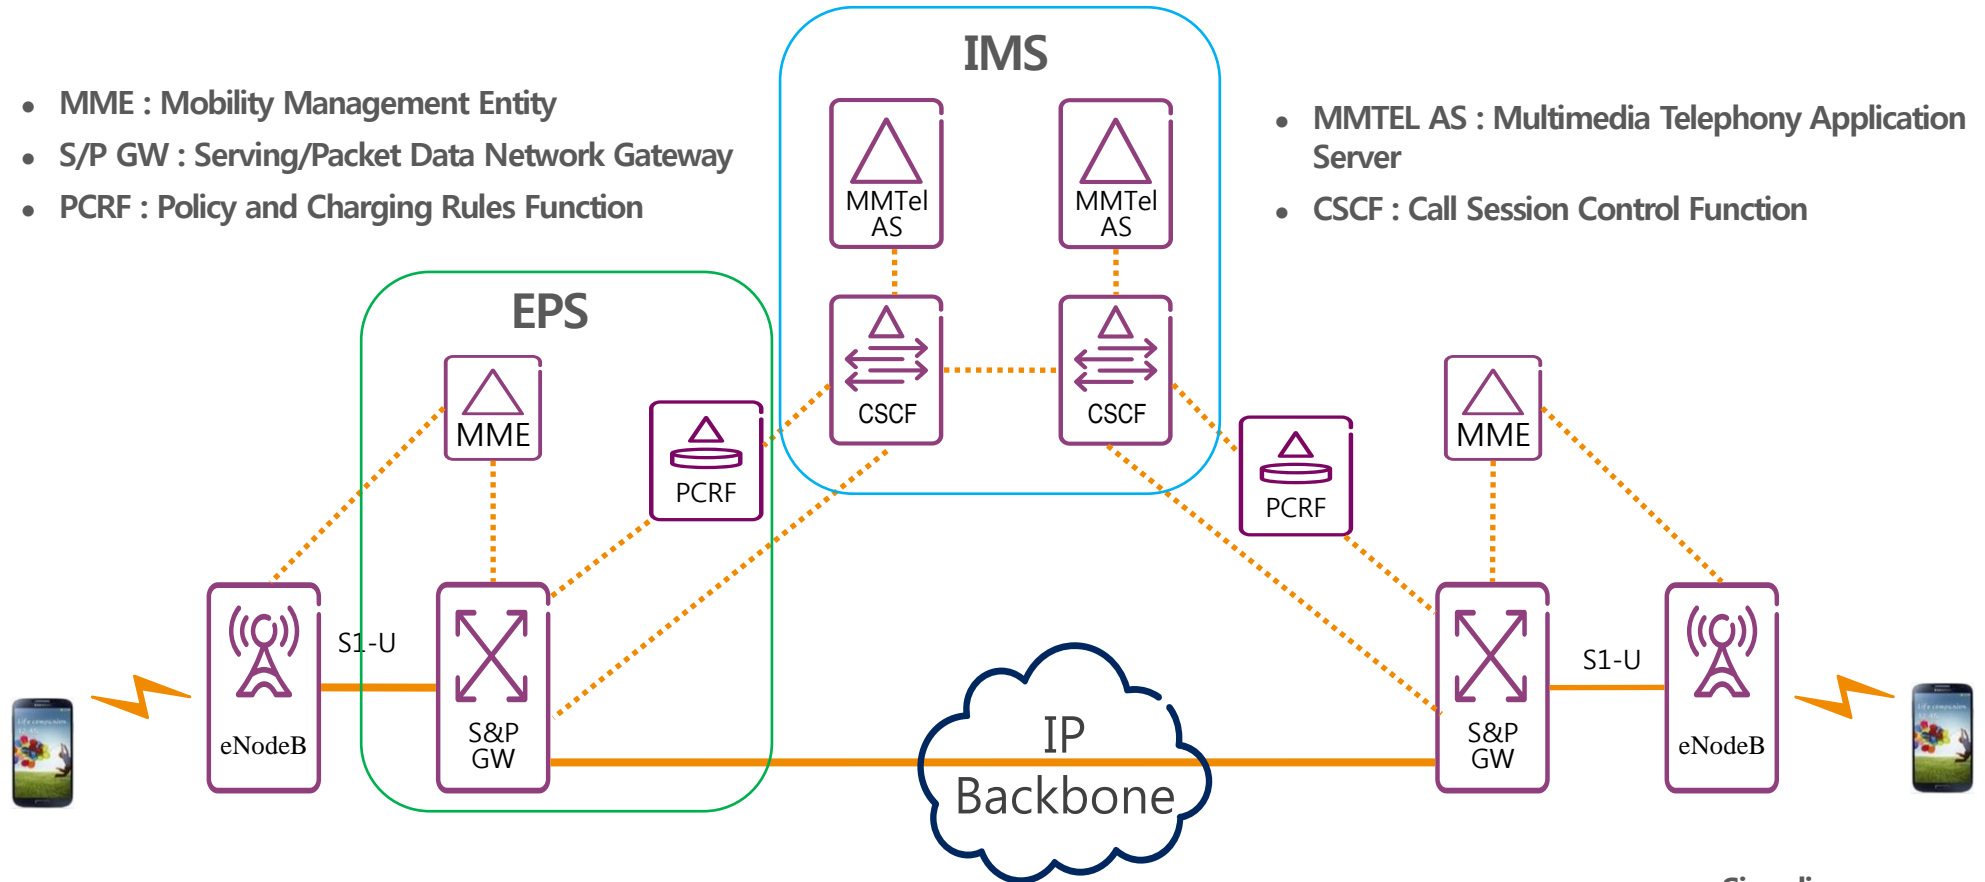 IMS
MME : Mobility Management Entity
S/P GW : Serving/Packet Data Network Gateway
PCRF : Policy and Charging Rules Function
MMTEL AS : Multimedia Telephony Application
Server
CSCF : Call Session Control Function
MMTel
AS
MMTel
AS
EPS
CSCF
CSCF
MME
PCRF
PCRF
MME
S1-U
S1-U
eNodeB
S&P
GW
IP
Backbone
S&P
GW
eNodeB